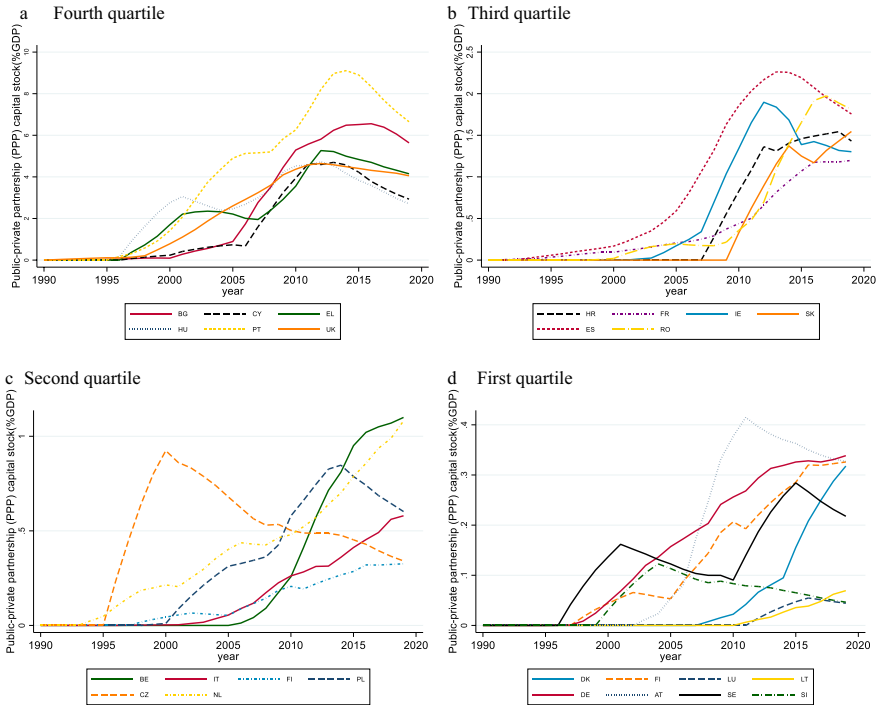 a Fourth quartile
Public-private partnership (PPP) capital stock(%GDP)
0 2 4 6 8 10
1990 1995 2000 2005 2010 2015 2020
year
BG CY EL
HU PT UK
b Third quartile
Public-private partnership (PPP) capital stock(%GDP)
0 .5 1 1.5 2 2.5
1990 1995 2000 2005 2010 2015 2020
year
HR FR IE SK
ES RO
c Second quartile
Public-private partnership (PPP) capital stock(%GDP)
0 .5 1
1990 1995 2000 2005 2010 2015 2020
year
BE IT FI PL
CZ NL
d First quartile
Public-private partnership (PPP) capital stock(%GDP)
0 .1 .2 .3 .4
1990 1995 2000 2005 2010 2015 2020
year
DK FI LU LT
DE AT SE SI